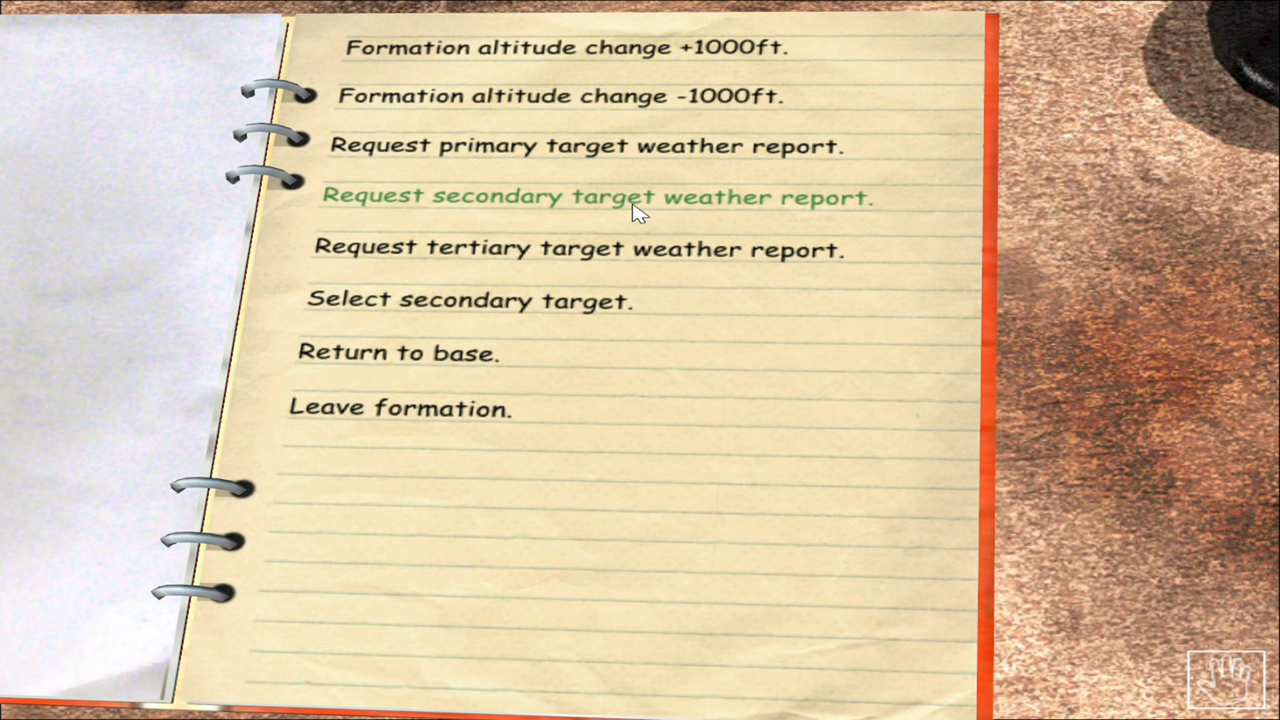 Formation altitude change +1000ft.
Formation altitude change -1000ft.
Request primary target weather report.
Request secondary target weather report.
Request tertiary target weather report.
Select secondary target.
Return to base.
Leave formation.